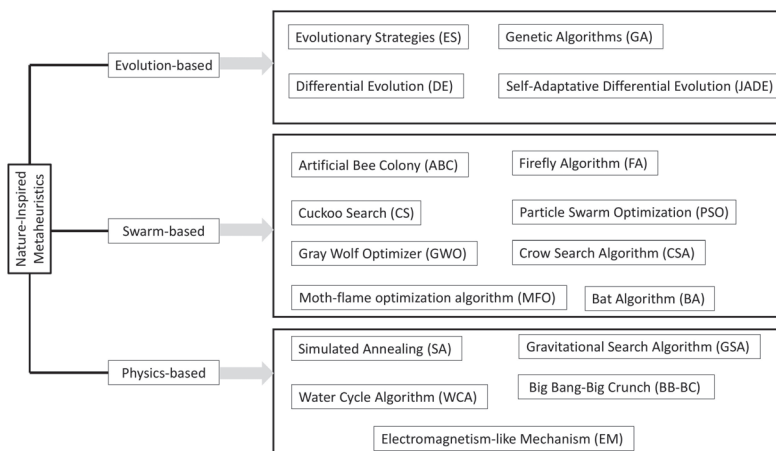 Nature-Inspired
Metaheuristics
Evolution-based
Evolutionary Strategies (ES)
Genetic Algorithms (GA)
Differential Evolution (DE)
Self-Adaptative Differential Evolution (JADE)
Swarm-based
Artificial Bee Colony (ABC)
Firefly Algorithm (FA)
Cuckoo Search (CS)
Particle Swarm Optimization (PSO)
Gray Wolf Optimizer (GWO)
Crow Search Algorithm (CSA)
Moth-flame optimization algorithm (MFO)
Bat Algorithm (BA)
Physics-based
Simulated Annealing (SA)
Gravitational Search Algorithm (GSA)
Water Cycle Algorithm (WCA)
Big Bang-Big Crunch (BB-BC)
Electromagnetism-like Mechanism (EM)